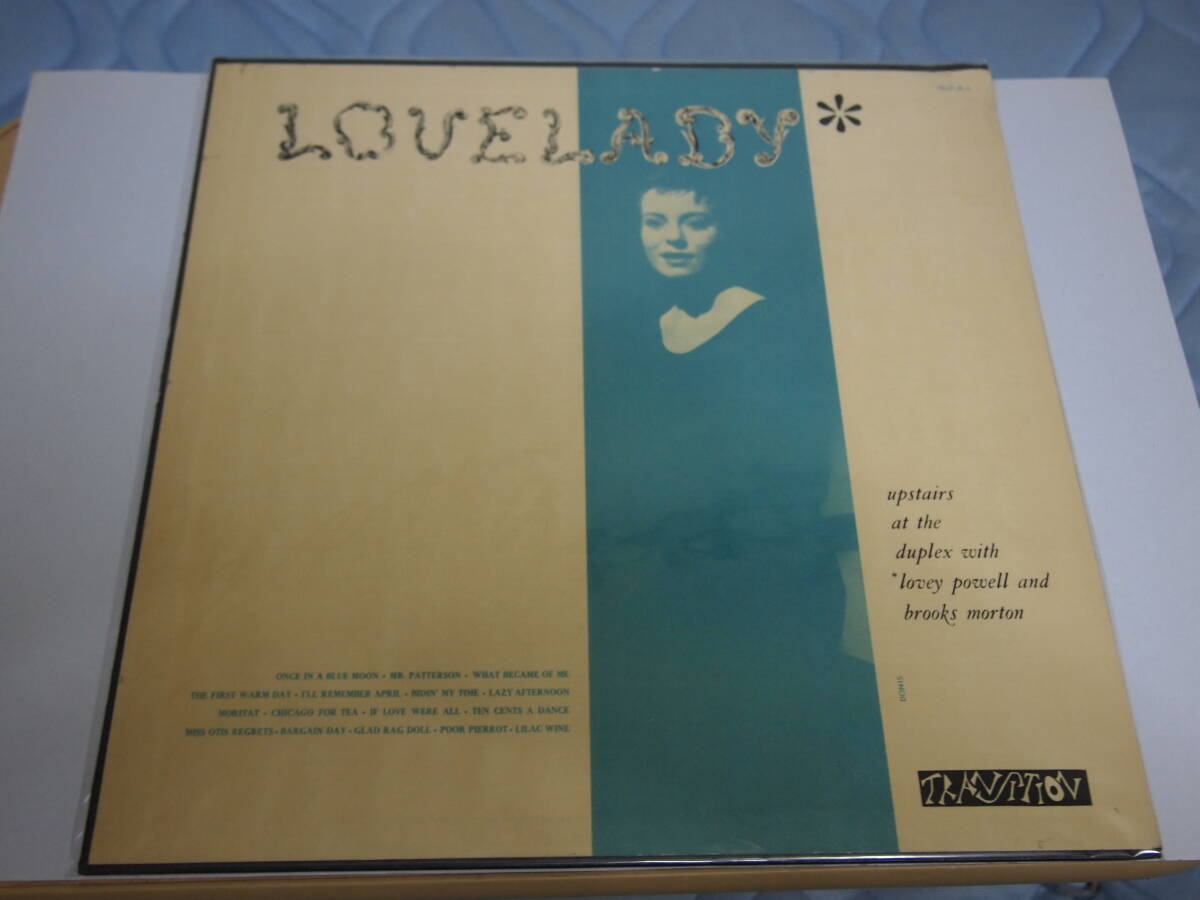 LOVELADY*
upstairs
at the
duplex with
*lovey powell and
brooks morton
ONCE IN A BLUE MOON • MR. PATTERSON • WHAT BECAME OF ME
THE FIRST WARM DAY • I'LL REMEMBER APRIL • BIDIN' MY TIME • LAZY AFTERNOON
MORITAT • CHICAGO FOR TEA • IF LOVE WERE ALL • TEN CENTS A DANCE
MISS OTIS REGRETS • BARGAIN DAY • GLAD RAG DOLL • POOR PIERROT • LILAC WINE
DONIS
TRANSITION